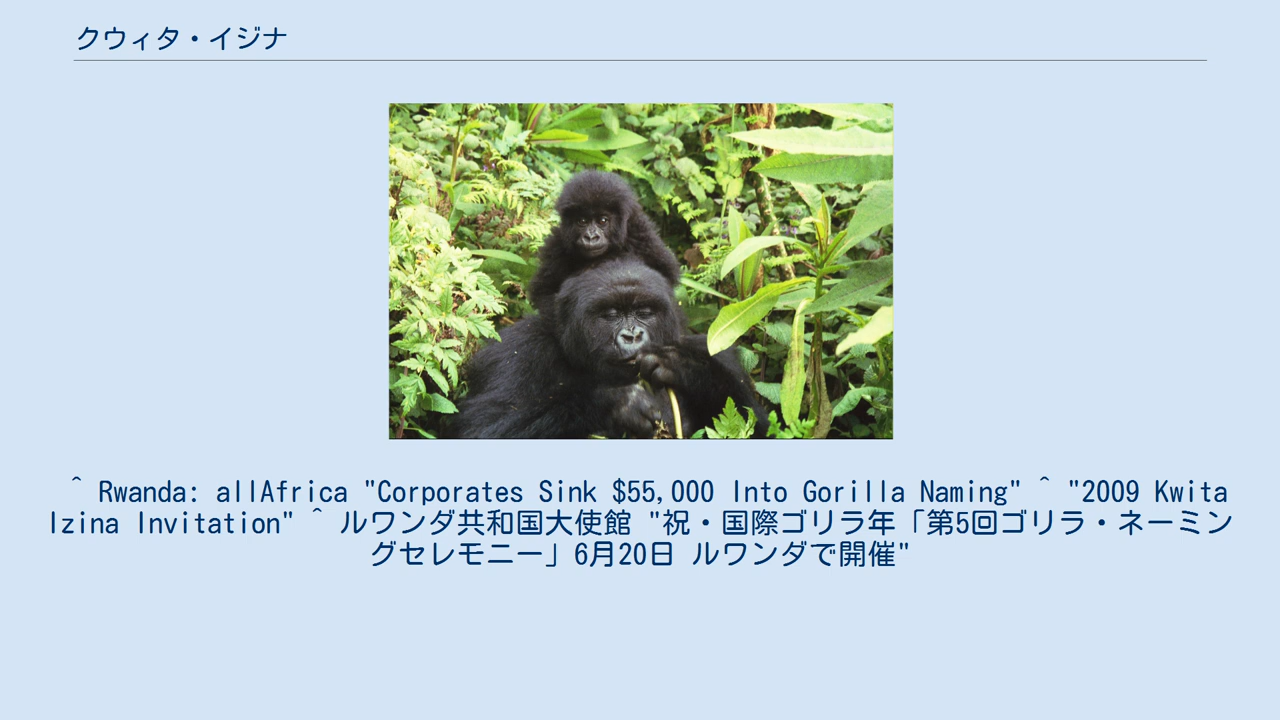 クウィタ・イジナ
^ Rwanda: allAfrica "Corporates Sink $55,000 Into Gorilla Naming" ^ "2009 Kwita
Izina Invitation" ^ ルワンダ共和国大使館 "祝・国際ゴリラ年「第5回ゴリラ・ネーミン
グセレモニー」6月20日 ルワンダで開催"